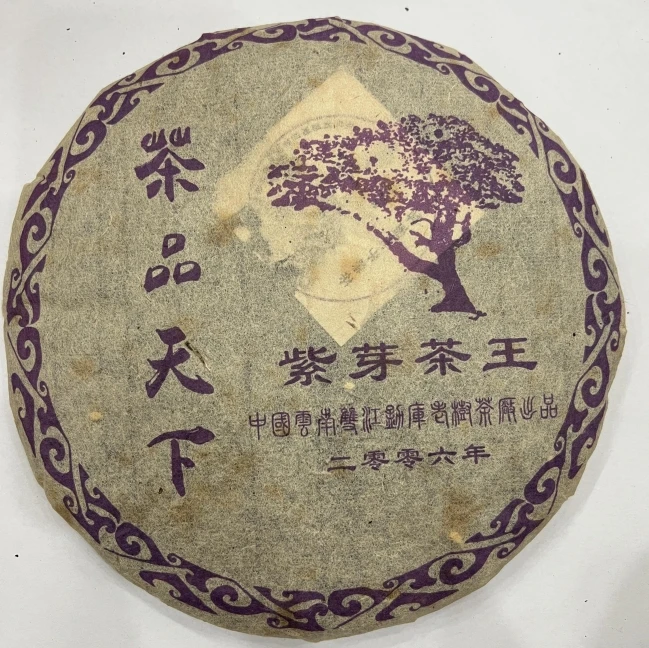 茶品天下
紫芽茶王
中國雲南雙江勐庫老樹茶廠出品
二零零六年